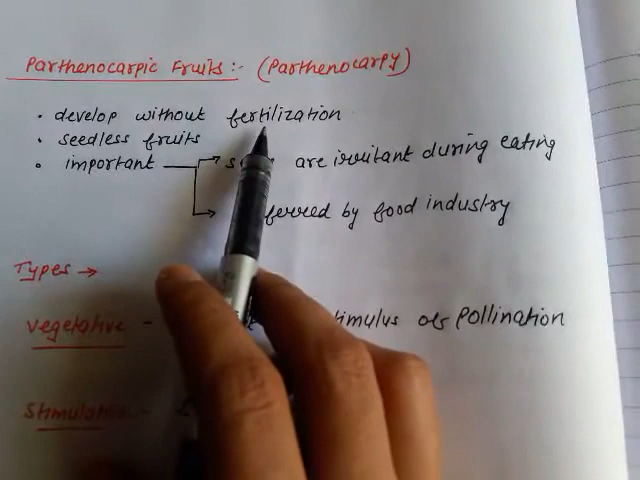 Parthenocarpic Fruits:- (Parthenocarpy)
• develop without fertilization
• seedless fruits
• important → are irritant during eating
→ by food industry
Types →
Vegetative - stimulus or pollination